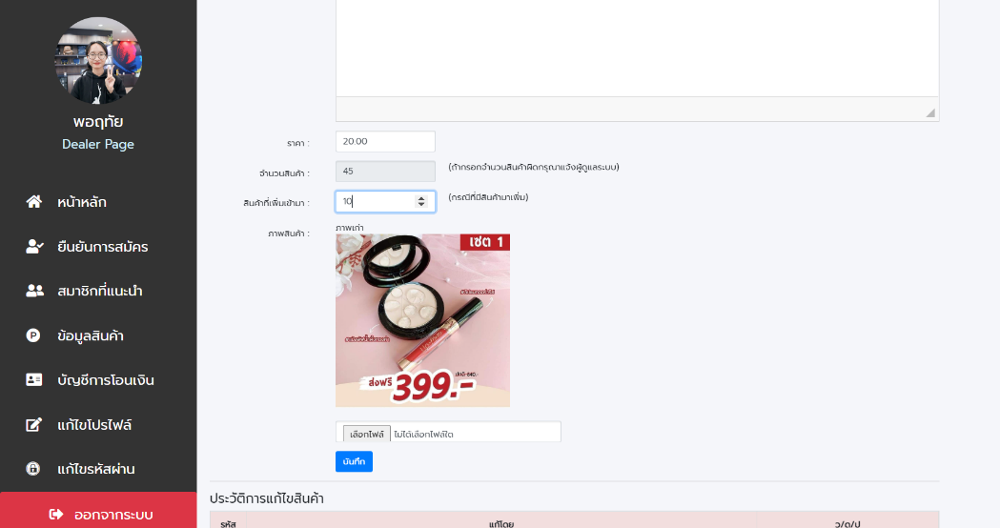 พอฤทัย
Dealer Page
หน้าหลัก
ยืนยันการสมัคร
สมาชิกที่แนะนำ
ข้อมูลสินค้า
บัญชีการโอนเงิน
แก้ไขโปรไฟล์
แก้ไขรหัสผ่าน
ออกจากระบบ
ราคา : 20.00
จำนวนสินค้า : 45 (ถ้ากรอกจำนวนสินค้าผิดกรุณาแจ้งผู้ดูแลระบบ)
สินค้าที่เพิ่มเข้ามา : 10 (กรณีที่มีสินค้ามาเพิ่ม)
ภาพสินค้า : ภาพเก่า
เซต 1
ปกติ 840.-
ส่งฟรี 399.-
เลือกไฟล์ ไม่ได้เลือกไฟล์ใด
บันทึก
ประวัติการแก้ไขสินค้า
รหัส แก้โดย ว/ด/ป